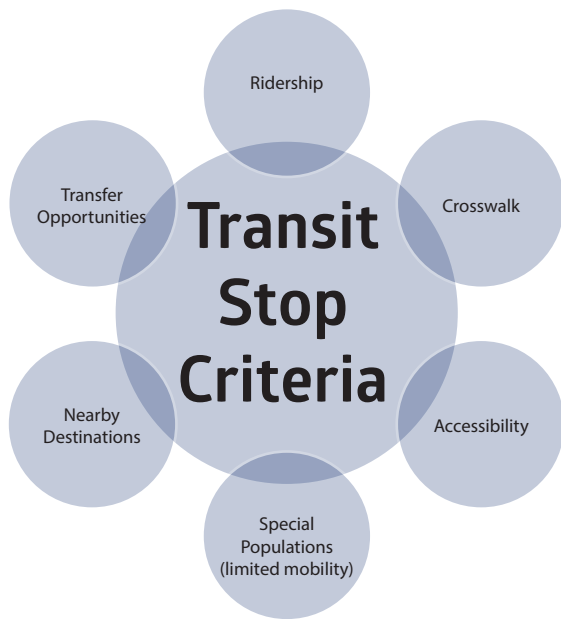 Ridership
Transfer
Opportunities
Crosswalk
Transit
Stop
Criteria
Nearby
Destinations
Accessibility
Special
Populations
(limited mobility)